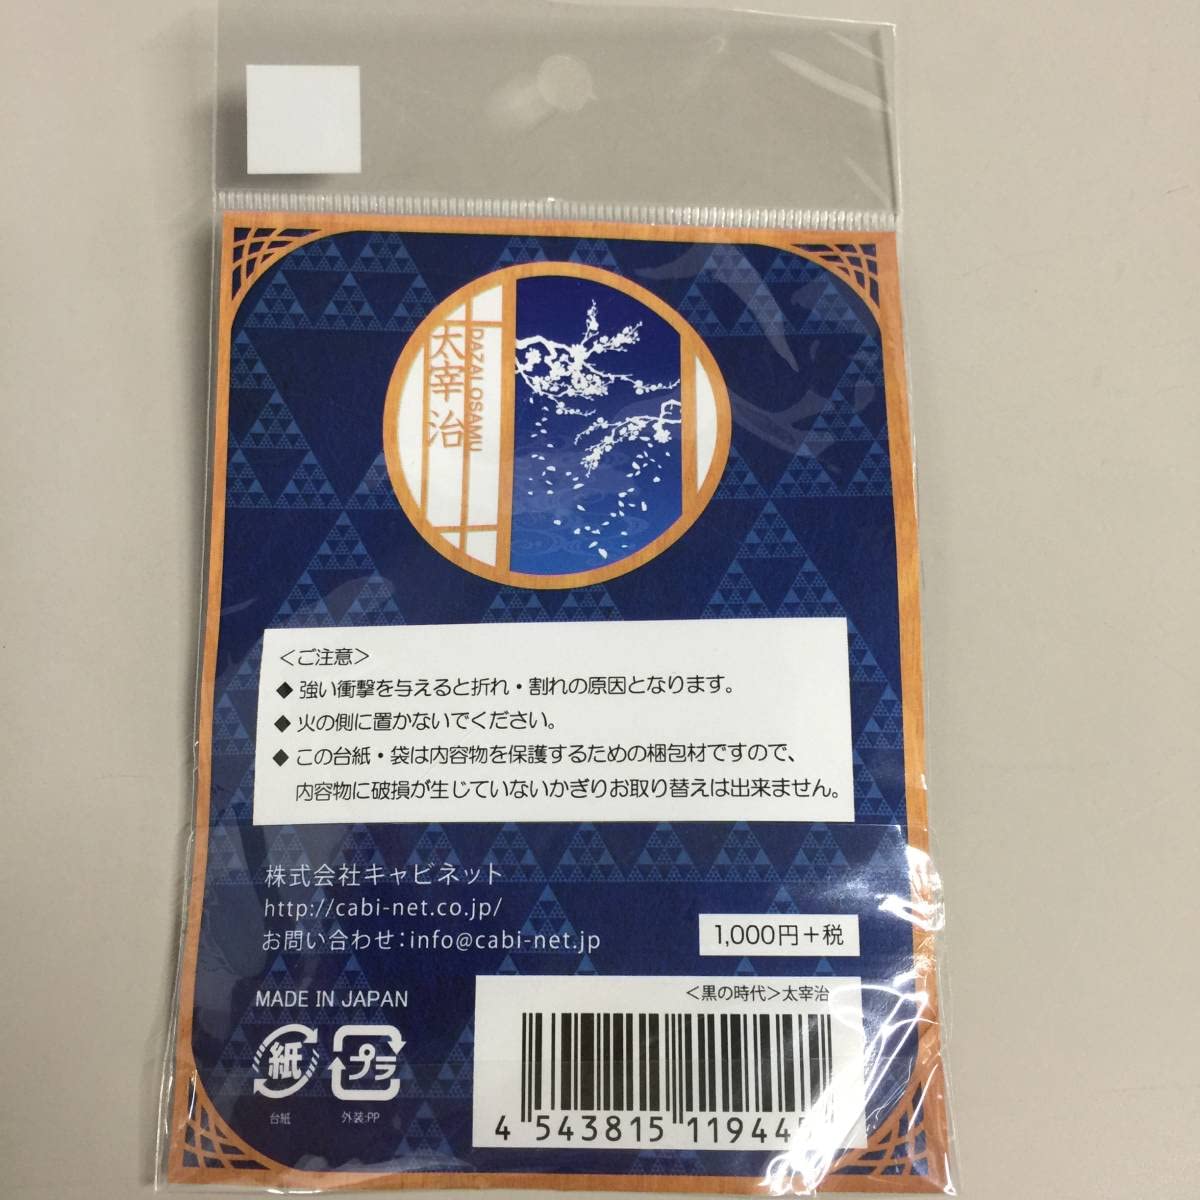 太宰治
DAZAI OSAMU
＜ご注意＞
◆ 強い衝撃を与えると折れ・割れの原因となります。
◆ 火の側に置かないでください。
◆ この台紙・袋は内容物を保護するための梱包材ですので、
内容物に破損が生じていないかぎりお取り替えは出来ません。
株式会社キャビネット
http://cabi-net.co.jp/
お問い合わせ：info@cabi-net.jp
1,000円＋税
MADE IN JAPAN
＜黒の時代＞太宰治
紙
プラ
台紙
外装:PP
4 543815 11944